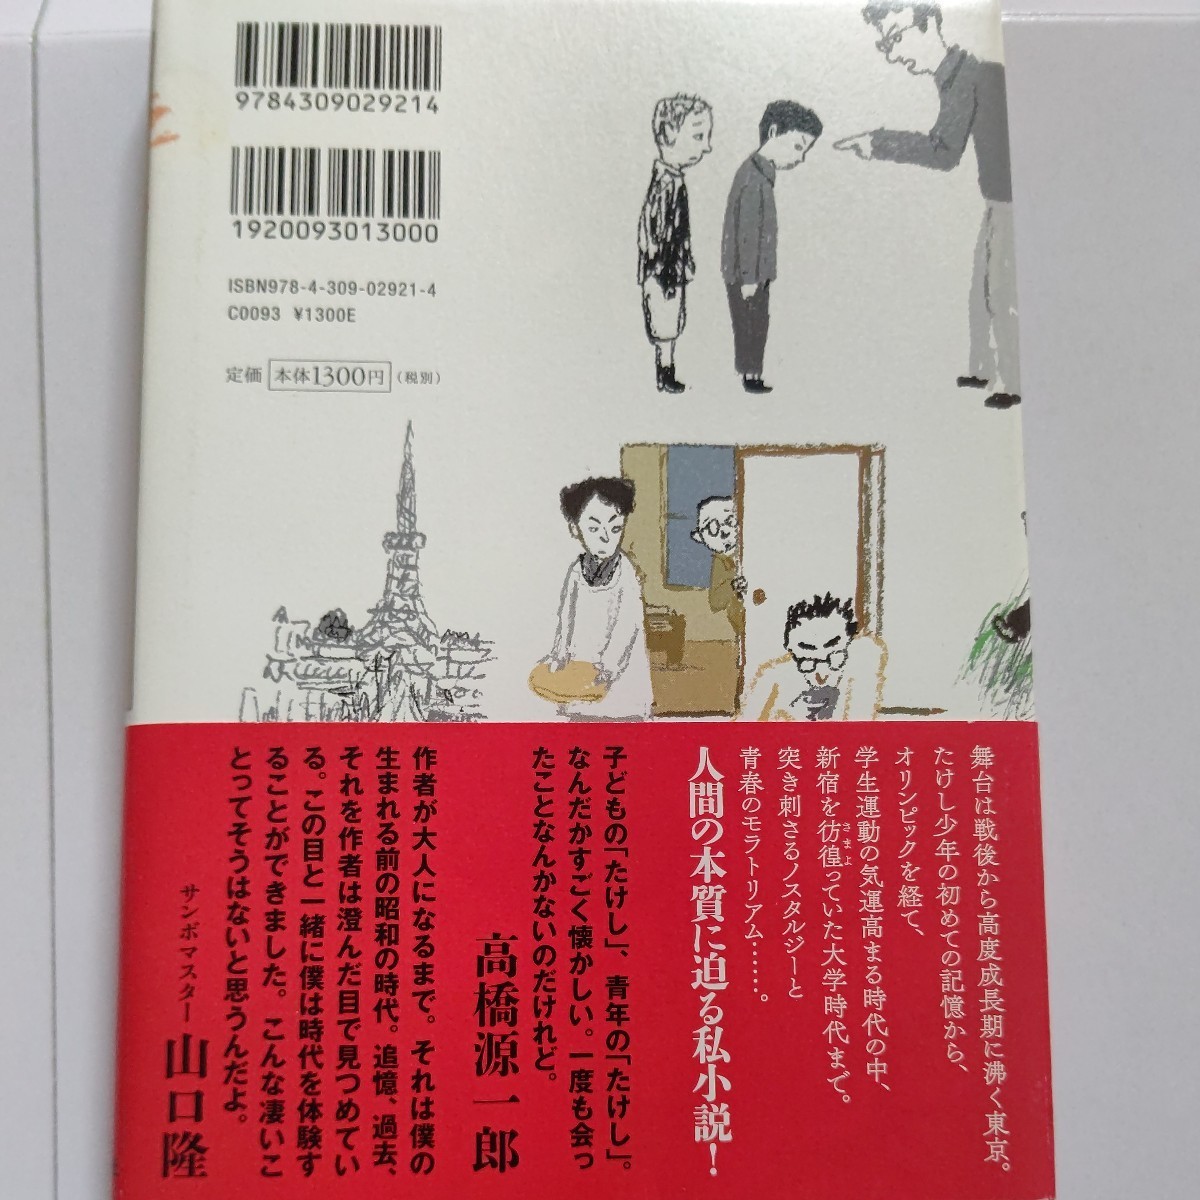 9784309029214
1920093013000
ISBN978-4-309-02921-4
C0093 ¥1300E
定価 本体1300円(税別)
舞台は戦後から高度成長期に沸く東京。
たけし少年の初めての記憶から、
オリンピックを経て、
学生運動の気運高まる時代の中、
新宿を彷徨っていた大学時代まで。
さまよ
突き刺さるノスタルジーと
青春のモラトリアム……。
人間の本質に迫る私小説！
子どもの「たけし」、青年の「たけし」。
なんだかすごく懐かしい。一度も会っ
たことなんかないのだけれど。
高橋源一郎
作者が大人になるまで。それは僕の
生まれる前の昭和の時代。追憶、過去、
それを作者は澄んだ目で見つめてい
る。この目と一緒に僕は時代を体験す
ることができました。こんな凄いこ
とってそうはないと思うんだよ。
サンボマスター 山口隆